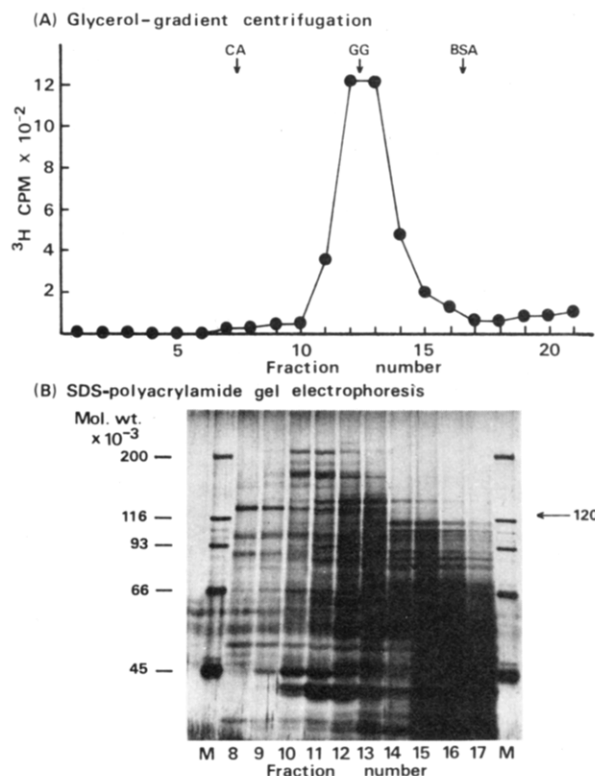 (A) Glycerol-gradient centrifugation
CA GG BSA
12
10
8
6
4
2
³H CPM x 10⁻²
5 10 15 20
Fraction number
(B) SDS-polyacrylamide gel electrophoresis
Mol. wt.
x 10⁻³
200
116
93
66
45
120
M 8 9 10 11 12 13 14 15 16 17 M
Fraction number